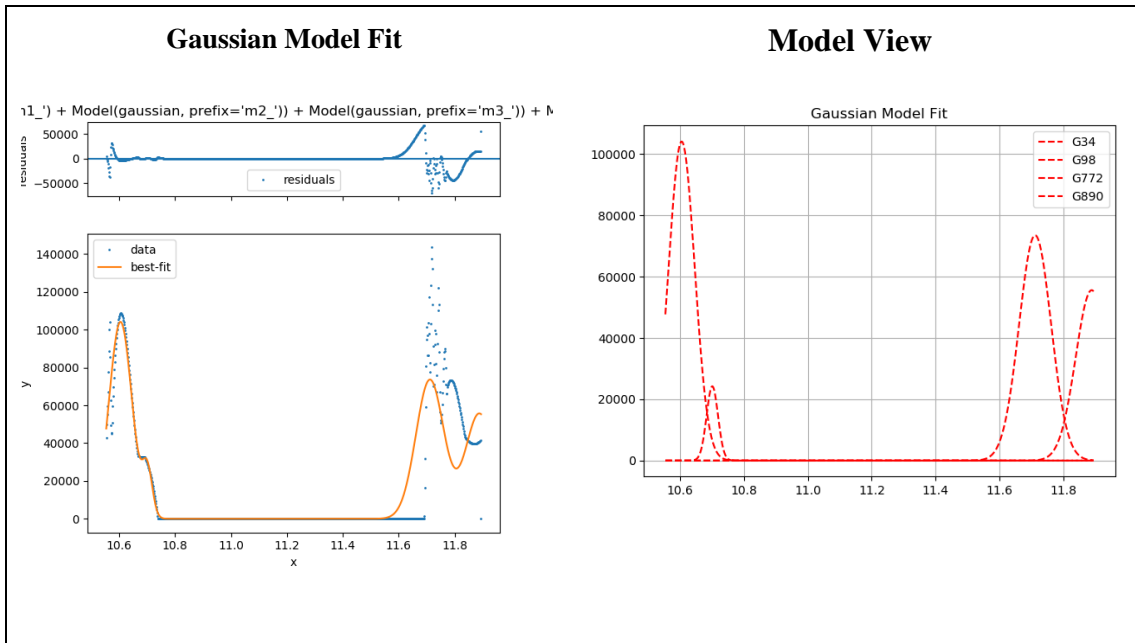 Gaussian Model Fit
ı1_') + Model(gaussian, prefix='m2_')) + Model(gaussian, prefix='m3_')) + M
residuals
50000
0
−50000
residuals
y
140000
120000
100000
80000
60000
40000
20000
0
data
best-fit
10.6 10.8 11.0 11.2 11.4 11.6 11.8
x
Model View
Gaussian Model Fit
100000
80000
60000
40000
20000
0
G34
G98
G772
G890
10.6 10.8 11.0 11.2 11.4 11.6 11.8